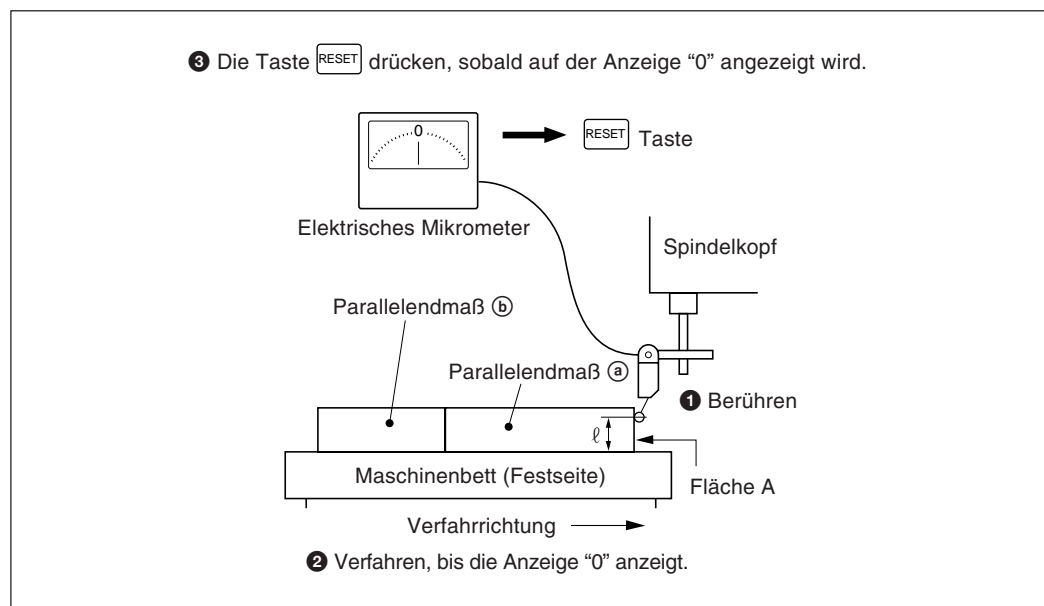 ❸ Die Taste RESET drücken, sobald auf der Anzeige “0” angezeigt wird.
0
RESET Taste
Elektrisches Mikrometer
Spindelkopf
Parallelendmaß ⓑ
Parallelendmaß ⓐ
❶ Berühren
ℓ
Maschinenbett (Festseite)
Fläche A
Verfahrrichtung
❷ Verfahren, bis die Anzeige “0” anzeigt.